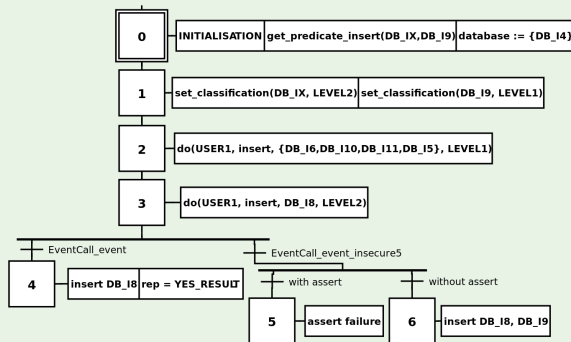 0 INITIALISATION get_predicate_insert(DB_IX,DB_I9) database := {DB_I4}
1 set_classification(DB_IX, LEVEL2) set_classification(DB_I9, LEVEL1)
2 do(USER1, insert, {DB_I6,DB_I10,DB_I11,DB_I5}, LEVEL1)
3 do(USER1, insert, DB_I8, LEVEL2)
EventCall_event EventCall_event_insecure5
4 insert DB_I8 rep = YES_RESULT with assert without assert
5 assert failure 6 insert DB_I8, DB_I9